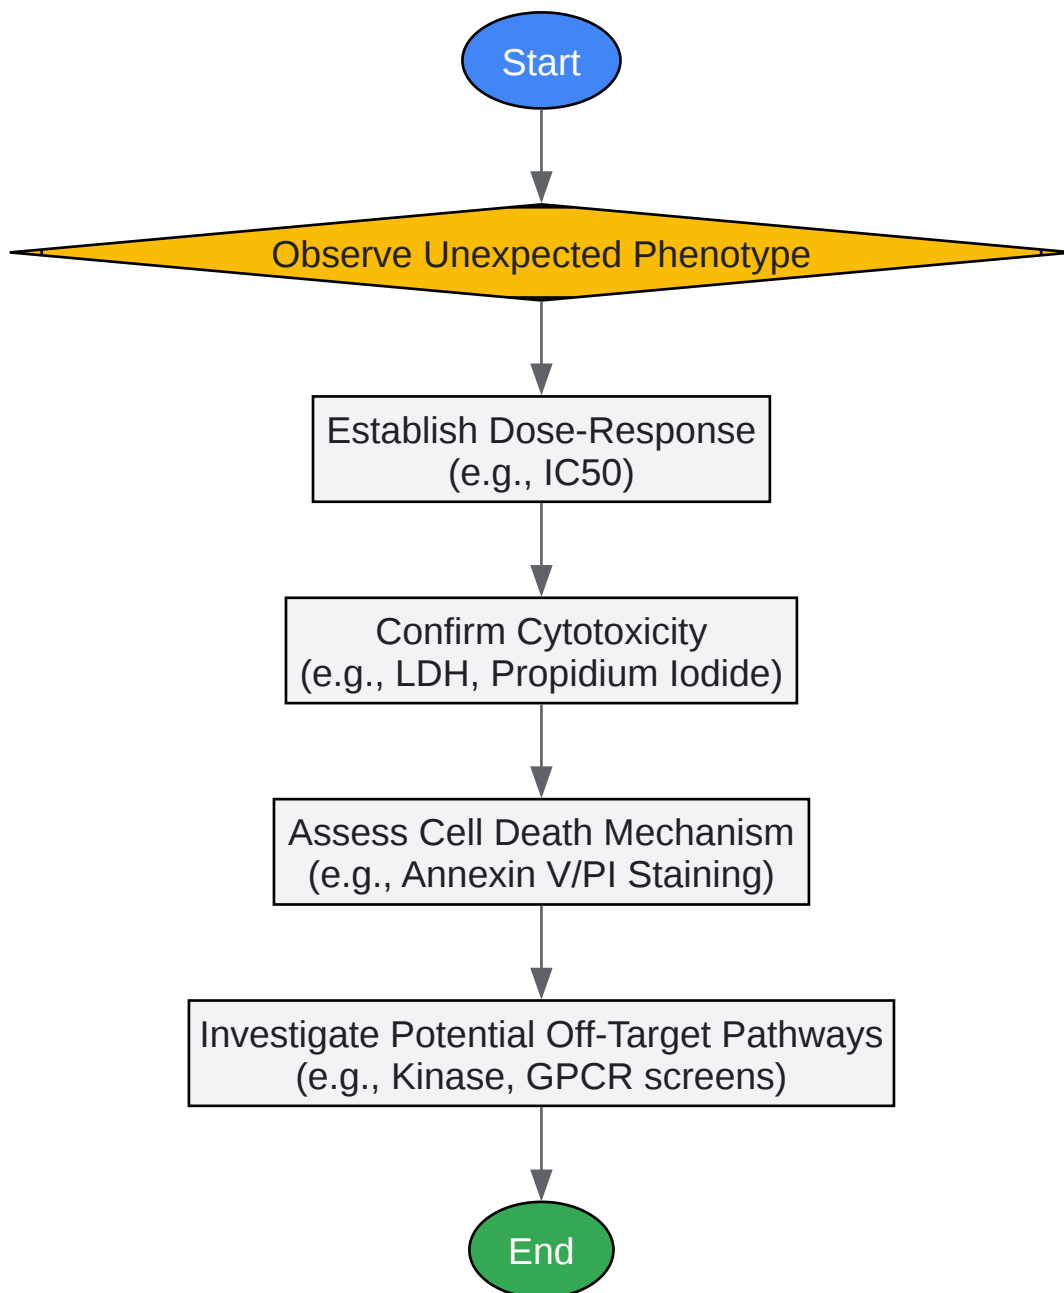 Start
Observe Unexpected Phenotype
Establish Dose-Response
(e.g., IC50)
Confirm Cytotoxicity
(e.g., LDH, Propidium Iodide)
Assess Cell Death Mechanism
(e.g., Annexin V/PI Staining)
Investigate Potential Off-Target Pathways
(e.g., Kinase, GPCR screens)
End